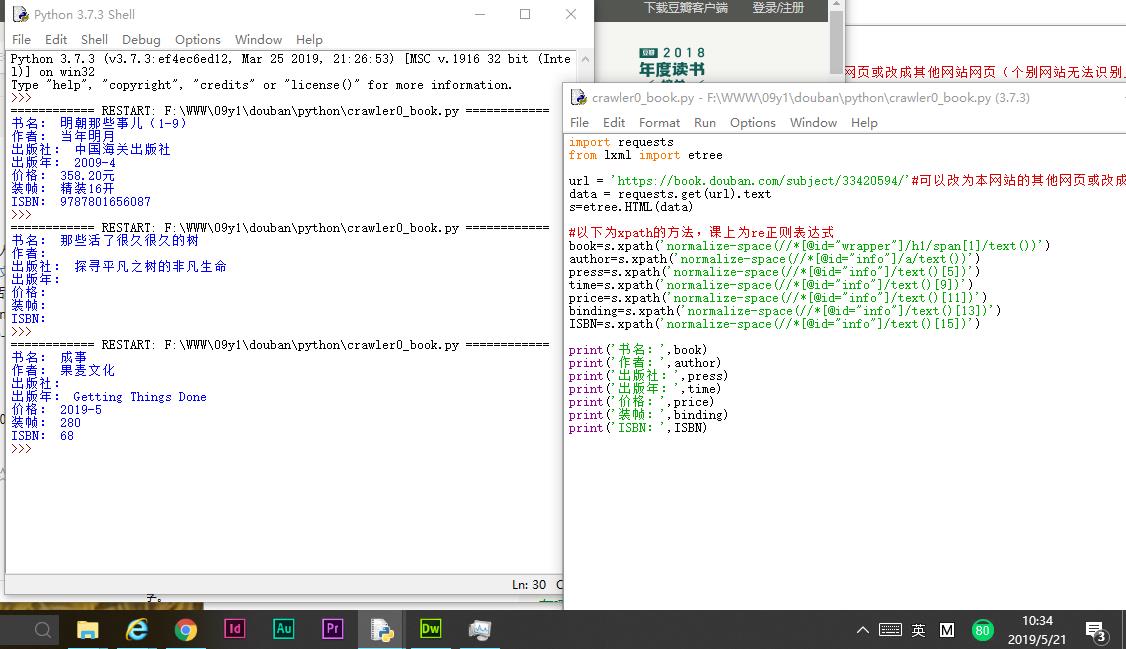 Python 3.7.3 Shell
File Edit Shell Debug Options Window Help
Python 3.7.3 (v3.7.3:ef4ec6ed12, Mar 25 2019, 21:26:53) [MSC v.1916 32 bit (Inte
l)] on win32
Type "help", "copyright", "credits" or "license()" for more information.
>>>
============ RESTART: F:\WWW\09y1\douban\python\crawler0_book.py ============
书名： 明朝那些事儿（1-9）
作者： 当年明月
出版社： 中国海关出版社
出版年： 2009-4
价格： 358.20元
装帧： 精装16开
ISBN： 9787801656087
>>>
============ RESTART: F:\WWW\09y1\douban\python\crawler0_book.py ============
书名： 那些活了很久很久的树
作者：
出版社： 探寻平凡之树的非凡生命
出版年：
价格：
装帧：
ISBN：
>>>
============ RESTART: F:\WWW\09y1\douban\python\crawler0_book.py ============
书名： 成事
作者： 果麦文化
出版社：
出版年： Getting Things Done
价格： 2019-5
装帧： 280
ISBN： 68
>>>
Ln: 30
子。
下载豆瓣客户端 登录/注册
豆瓣 2018
年度读书
网页或改成其他网站网页（个别网站无法识别
crawler0_book.py - F:\WWW\09y1\douban\python\crawler0_book.py (3.7.3)
File Edit Format Run Options Window Help
import requests
from lxml import etree
url = 'https://book.douban.com/subject/33420594/'#可以改为本网站的其他网页或改成
data = requests.get(url).text
s=etree.HTML(data)
#以下为xpath的方法，课上为re正则表达式
book=s.xpath('normalize-space(//*[@id="wrapper"]/h1/span[1]/text())')
author=s.xpath('normalize-space(//*[@id="info"]/a/text())')
press=s.xpath('normalize-space(//*[@id="info"]/text()[5])')
time=s.xpath('normalize-space(//*[@id="info"]/text()[9])')
price=s.xpath('normalize-space(//*[@id="info"]/text()[11])')
binding=s.xpath('normalize-space(//*[@id="info"]/text()[13])')
ISBN=s.xpath('normalize-space(//*[@id="info"]/text()[15])')
print('书名：',book)
print('作者：',author)
print('出版社：',press)
print('出版年：',time)
print('价格：',price)
print('装帧：',binding)
print('ISBN：',ISBN)
Id Au Pr Dw
英 M 80
10:34
2019/5/21
3